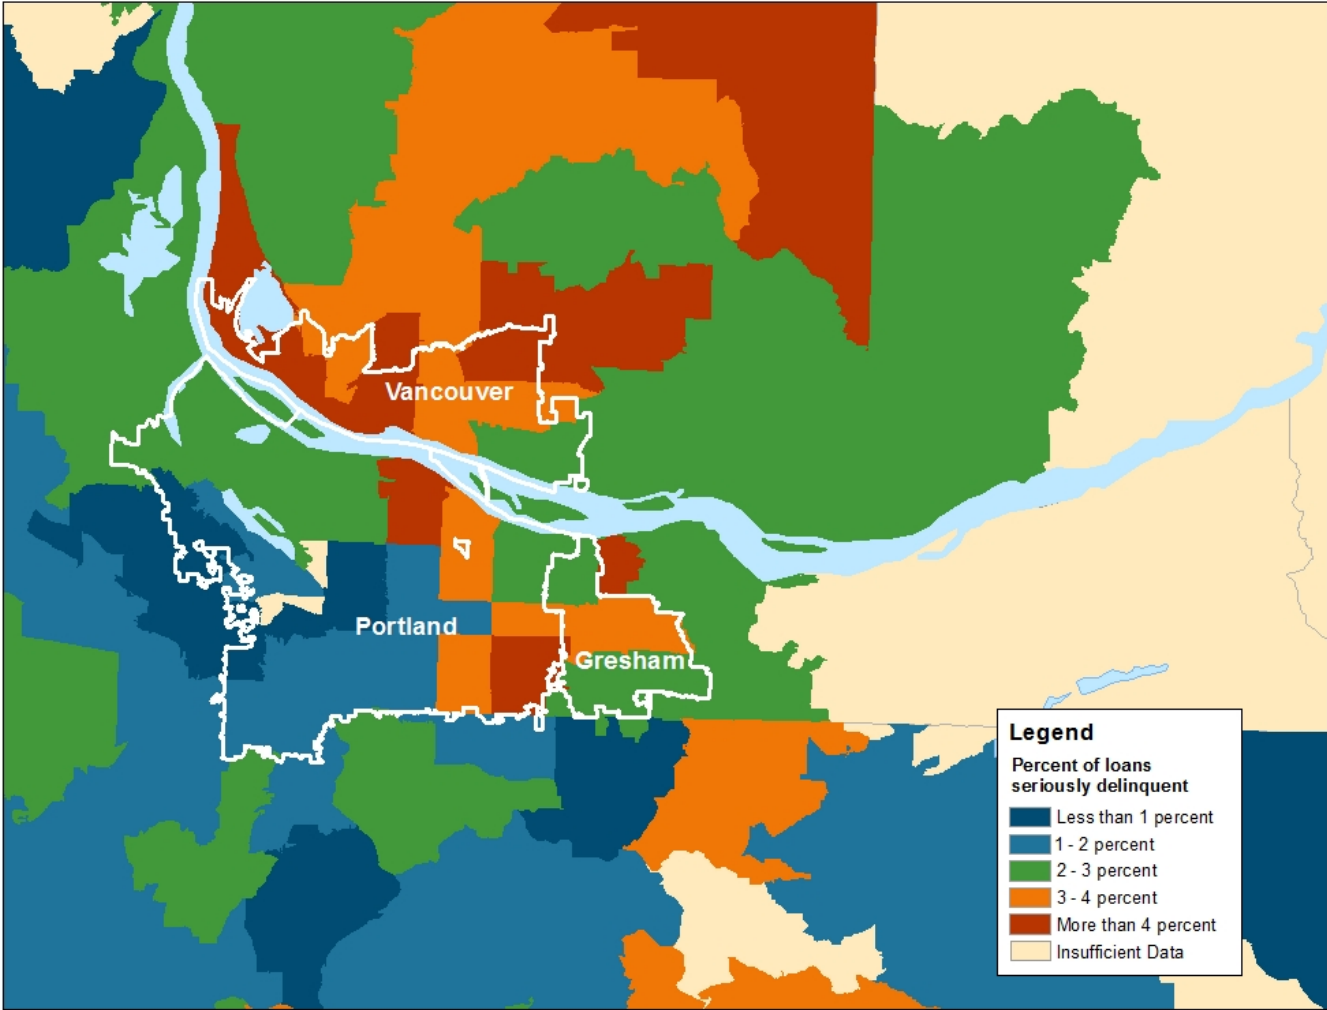 Vancouver
Portland
Gresham
Legend
Percent of loans
seriously delinquent
Less than 1 percent
1 - 2 percent
2 - 3 percent
3 - 4 percent
More than 4 percent
Insufficient Data